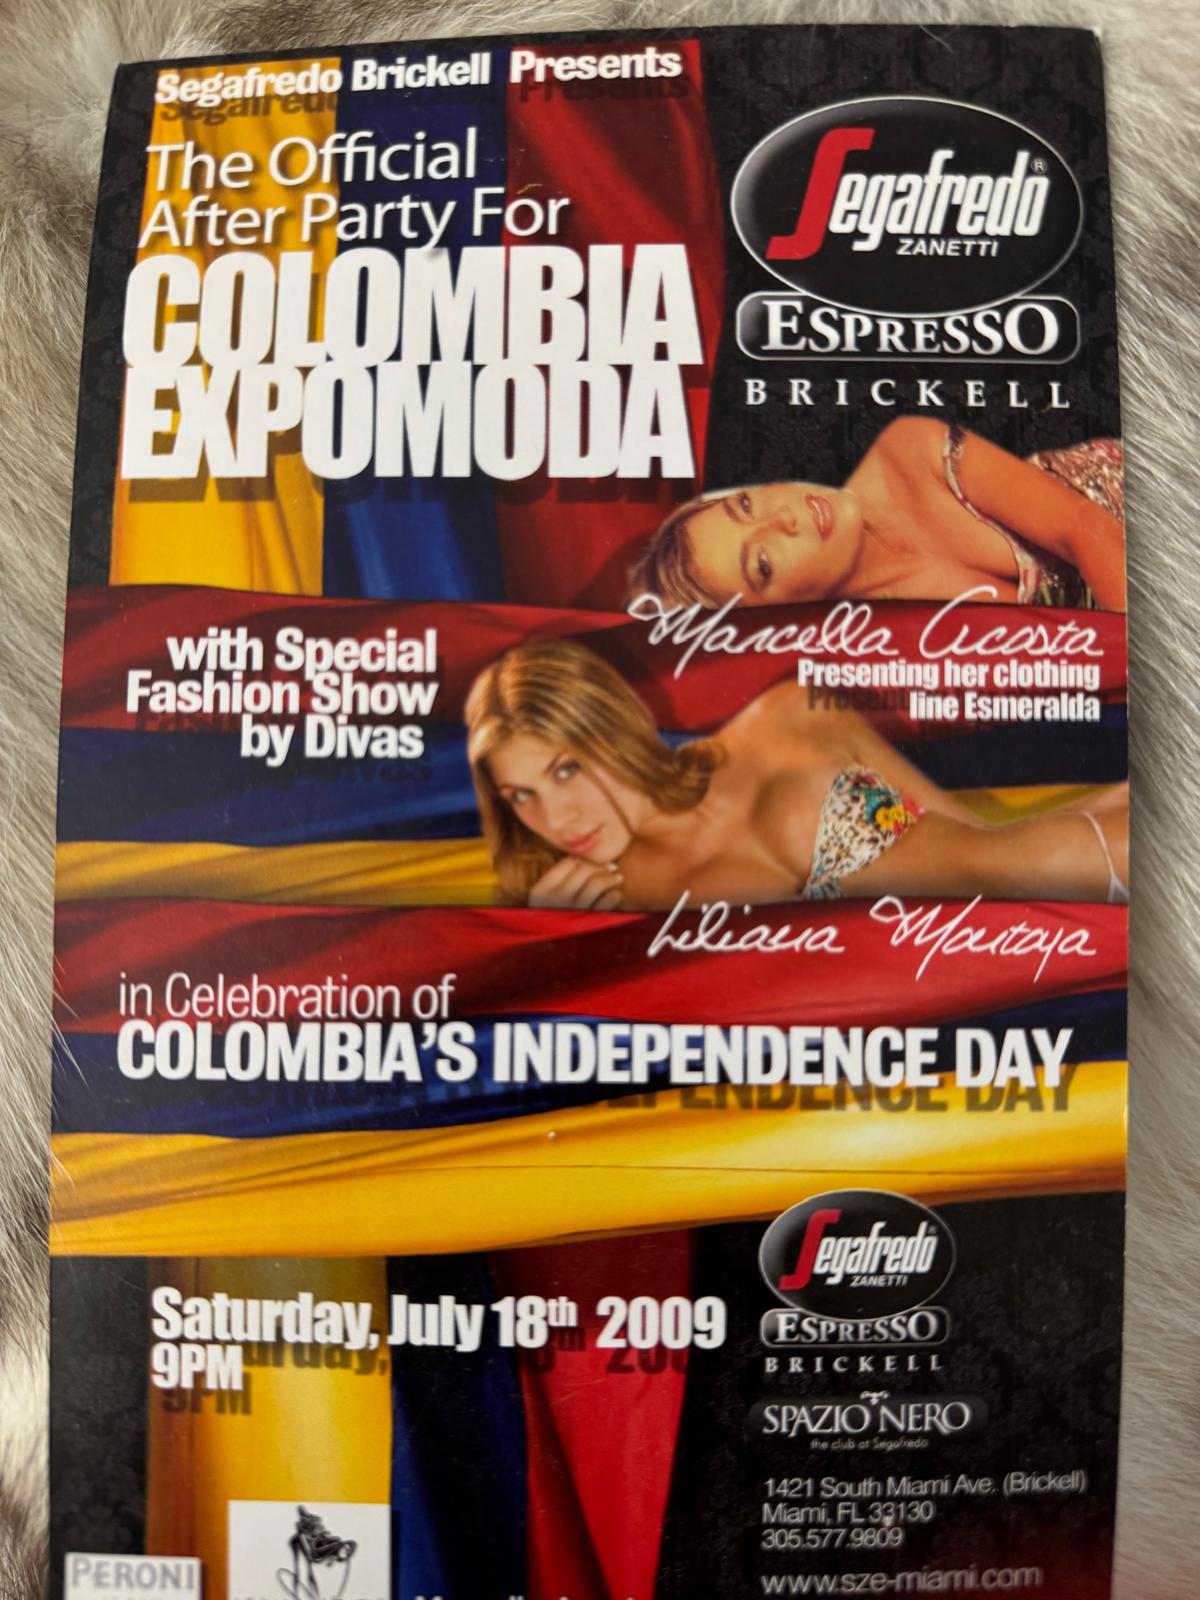 Segafredo Brickell Presents
The Official
After Party For
COLOMBIA
EXPOMODA
Segafredo®
ZANETTI
ESPRESSO
BRICKELL
Marcella Acosta
Presenting her clothing
line Esmeralda
with Special
Fashion Show
by Divas
Liliana Montoya
in Celebration of
COLOMBIA'S INDEPENDENCE DAY
Saturday, July 18th 2009
9PM
Segafredo®
ZANETTI
ESPRESSO
BRICKELL
SPAZIO NERO
the club at Segafredo
1421 South Miami Ave. (Brickell)
Miami, FL 33130
305.577.9809
www.sze-miami.com
PERONI